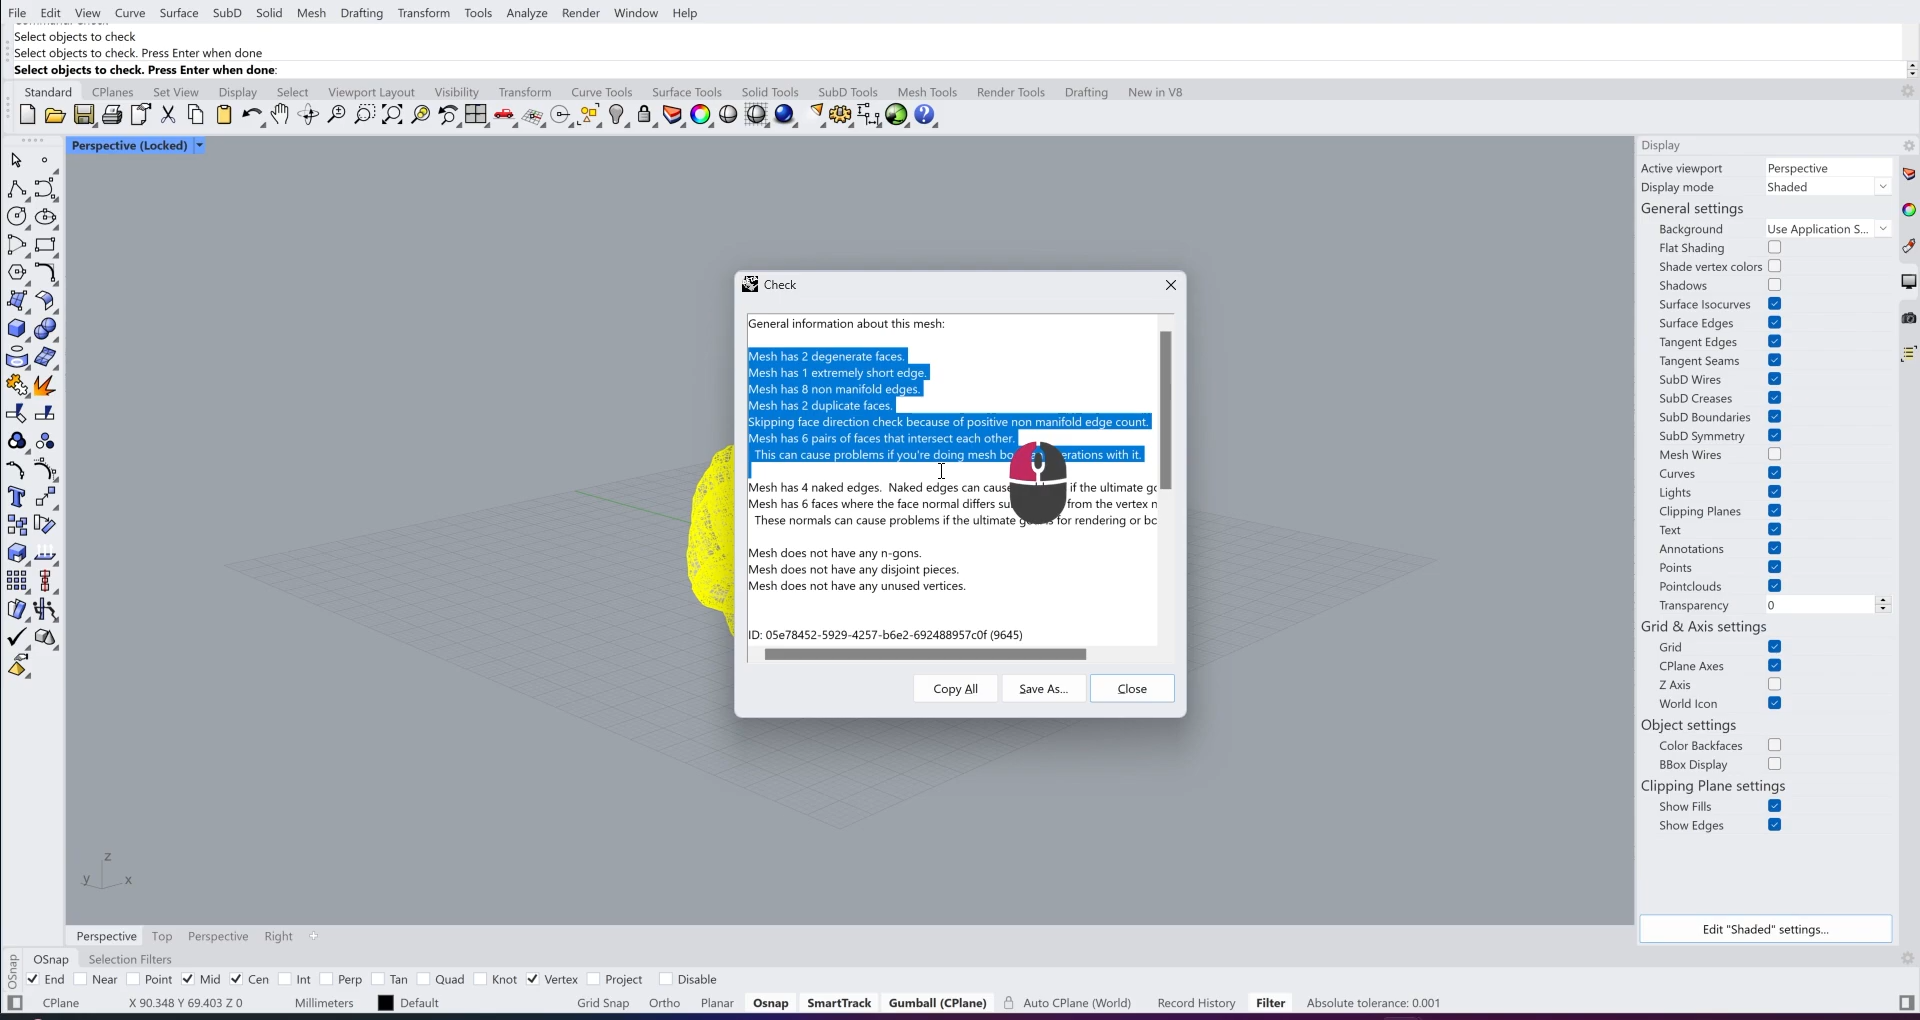 File Edit View Curve Surface SubD Solid Mesh Drafting Transform Tools Analyze Render Window Help
Select objects to check
Select objects to check. Press Enter when done
Select objects to check. Press Enter when done:
Standard CPlanes Set View Display Select Viewport Layout Visibility Transform Curve Tools Surface Tools Solid Tools SubD Tools Mesh Tools Render Tools Drafting New in V8
Perspective (Locked)
Check
General information about this mesh:
Mesh has 2 degenerate faces.
Mesh has 1 extremely short edge.
Mesh has 8 non manifold edges.
Mesh has 2 duplicate faces.
Skipping face direction check because of positive non manifold edge count.
Mesh has 6 pairs of faces that intersect each other.
This can cause problems if you're doing mesh with it.
Mesh has 4 naked edges. Naked edges can cause if the ultimate
Mesh has 6 faces where the face normal differs from the vertex
These normals can cause problems if the ultimate for rendering or
Mesh does not have any n-gons.
Mesh does not have any disjoint pieces.
Mesh does not have any unused vertices.
ID: 05e78452-5929-4257-b6e2-692488957c0f (9645)
Copy All Save As... Close
Display
Active viewport Perspective
Display mode Shaded
General settings
Background Use Application S...
Flat Shading
Shade vertex colors
Shadows
Surface Isocurves
Surface Edges
Tangent Edges
Tangent Seams
SubD Wires
SubD Creases
SubD Boundaries
SubD Symmetry
Mesh Wires
Curves
Lights
Clipping Planes
Text
Annotations
Points
Pointclouds
Transparency 0
Grid & Axis settings
Grid
CPlane Axes
Z Axis
World Icon
Object settings
Color Backfaces
BBox Display
Clipping Plane settings
Show Fills
Show Edges
Edit "Shaded" settings...
z
y x
Perspective Top Perspective Right
OSnap Selection Filters
OSnap
End Near Point Mid Cen Int Perp Tan Quad Knot Vertex Project Disable
CPlane X 90.348 Y 69.403 Z 0 Millimeters Default Grid Snap Ortho Planar Osnap SmartTrack Gumball (CPlane) Auto CPlane (World) Record History Filter Absolute tolerance: 0.001